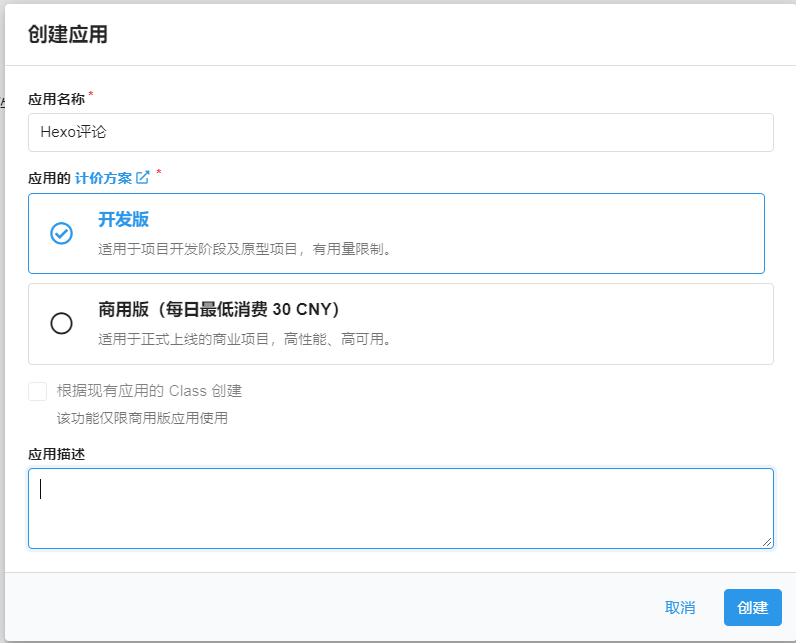 创建应用
应用名称 *
Hexo评论
应用的 计价方案 *
开发版
适用于项目开发阶段及原型项目，有用量限制。
商用版（每日最低消费 30 CNY）
适用于正式上线的商业项目，高性能、高可用。
根据现有应用的 Class 创建
该功能仅限商用版应用使用
应用描述
取消 创建